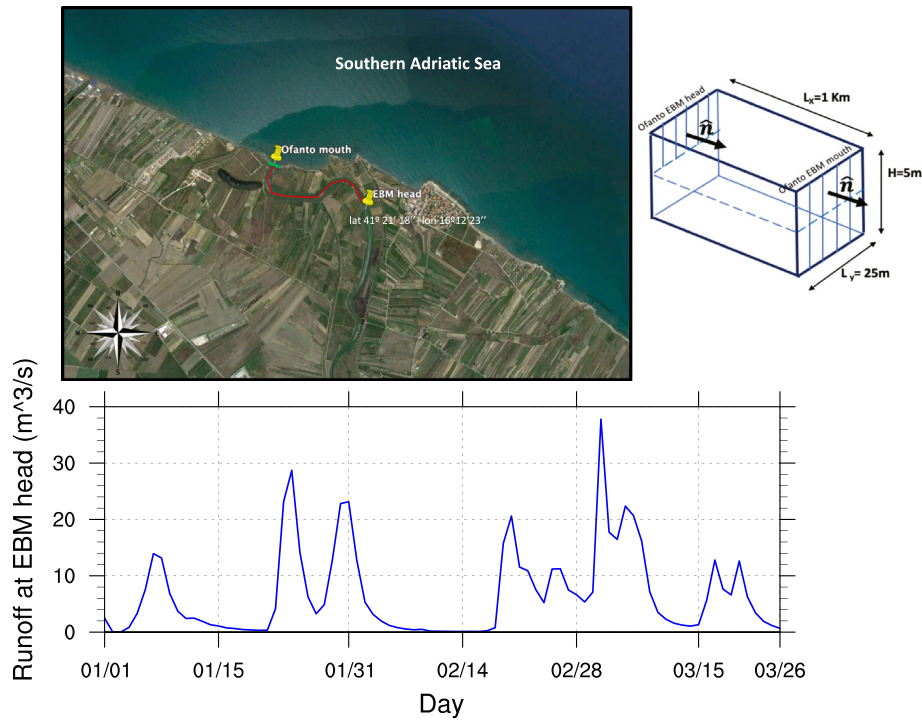 Southern Adriatic Sea
Ofanto mouth
EBM head
lat 41º 21' 18'' lon 16º12'23''
N
S
Ofanto EBM head
Lx=1 Km
n̂
Ofanto EBM mouth
n̂
H=5m
L y= 25m
Runoff at EBM head (m^3/s)
40
30
20
10
0
01/01 01/15 01/31 02/14 02/28 03/15 03/26
Day